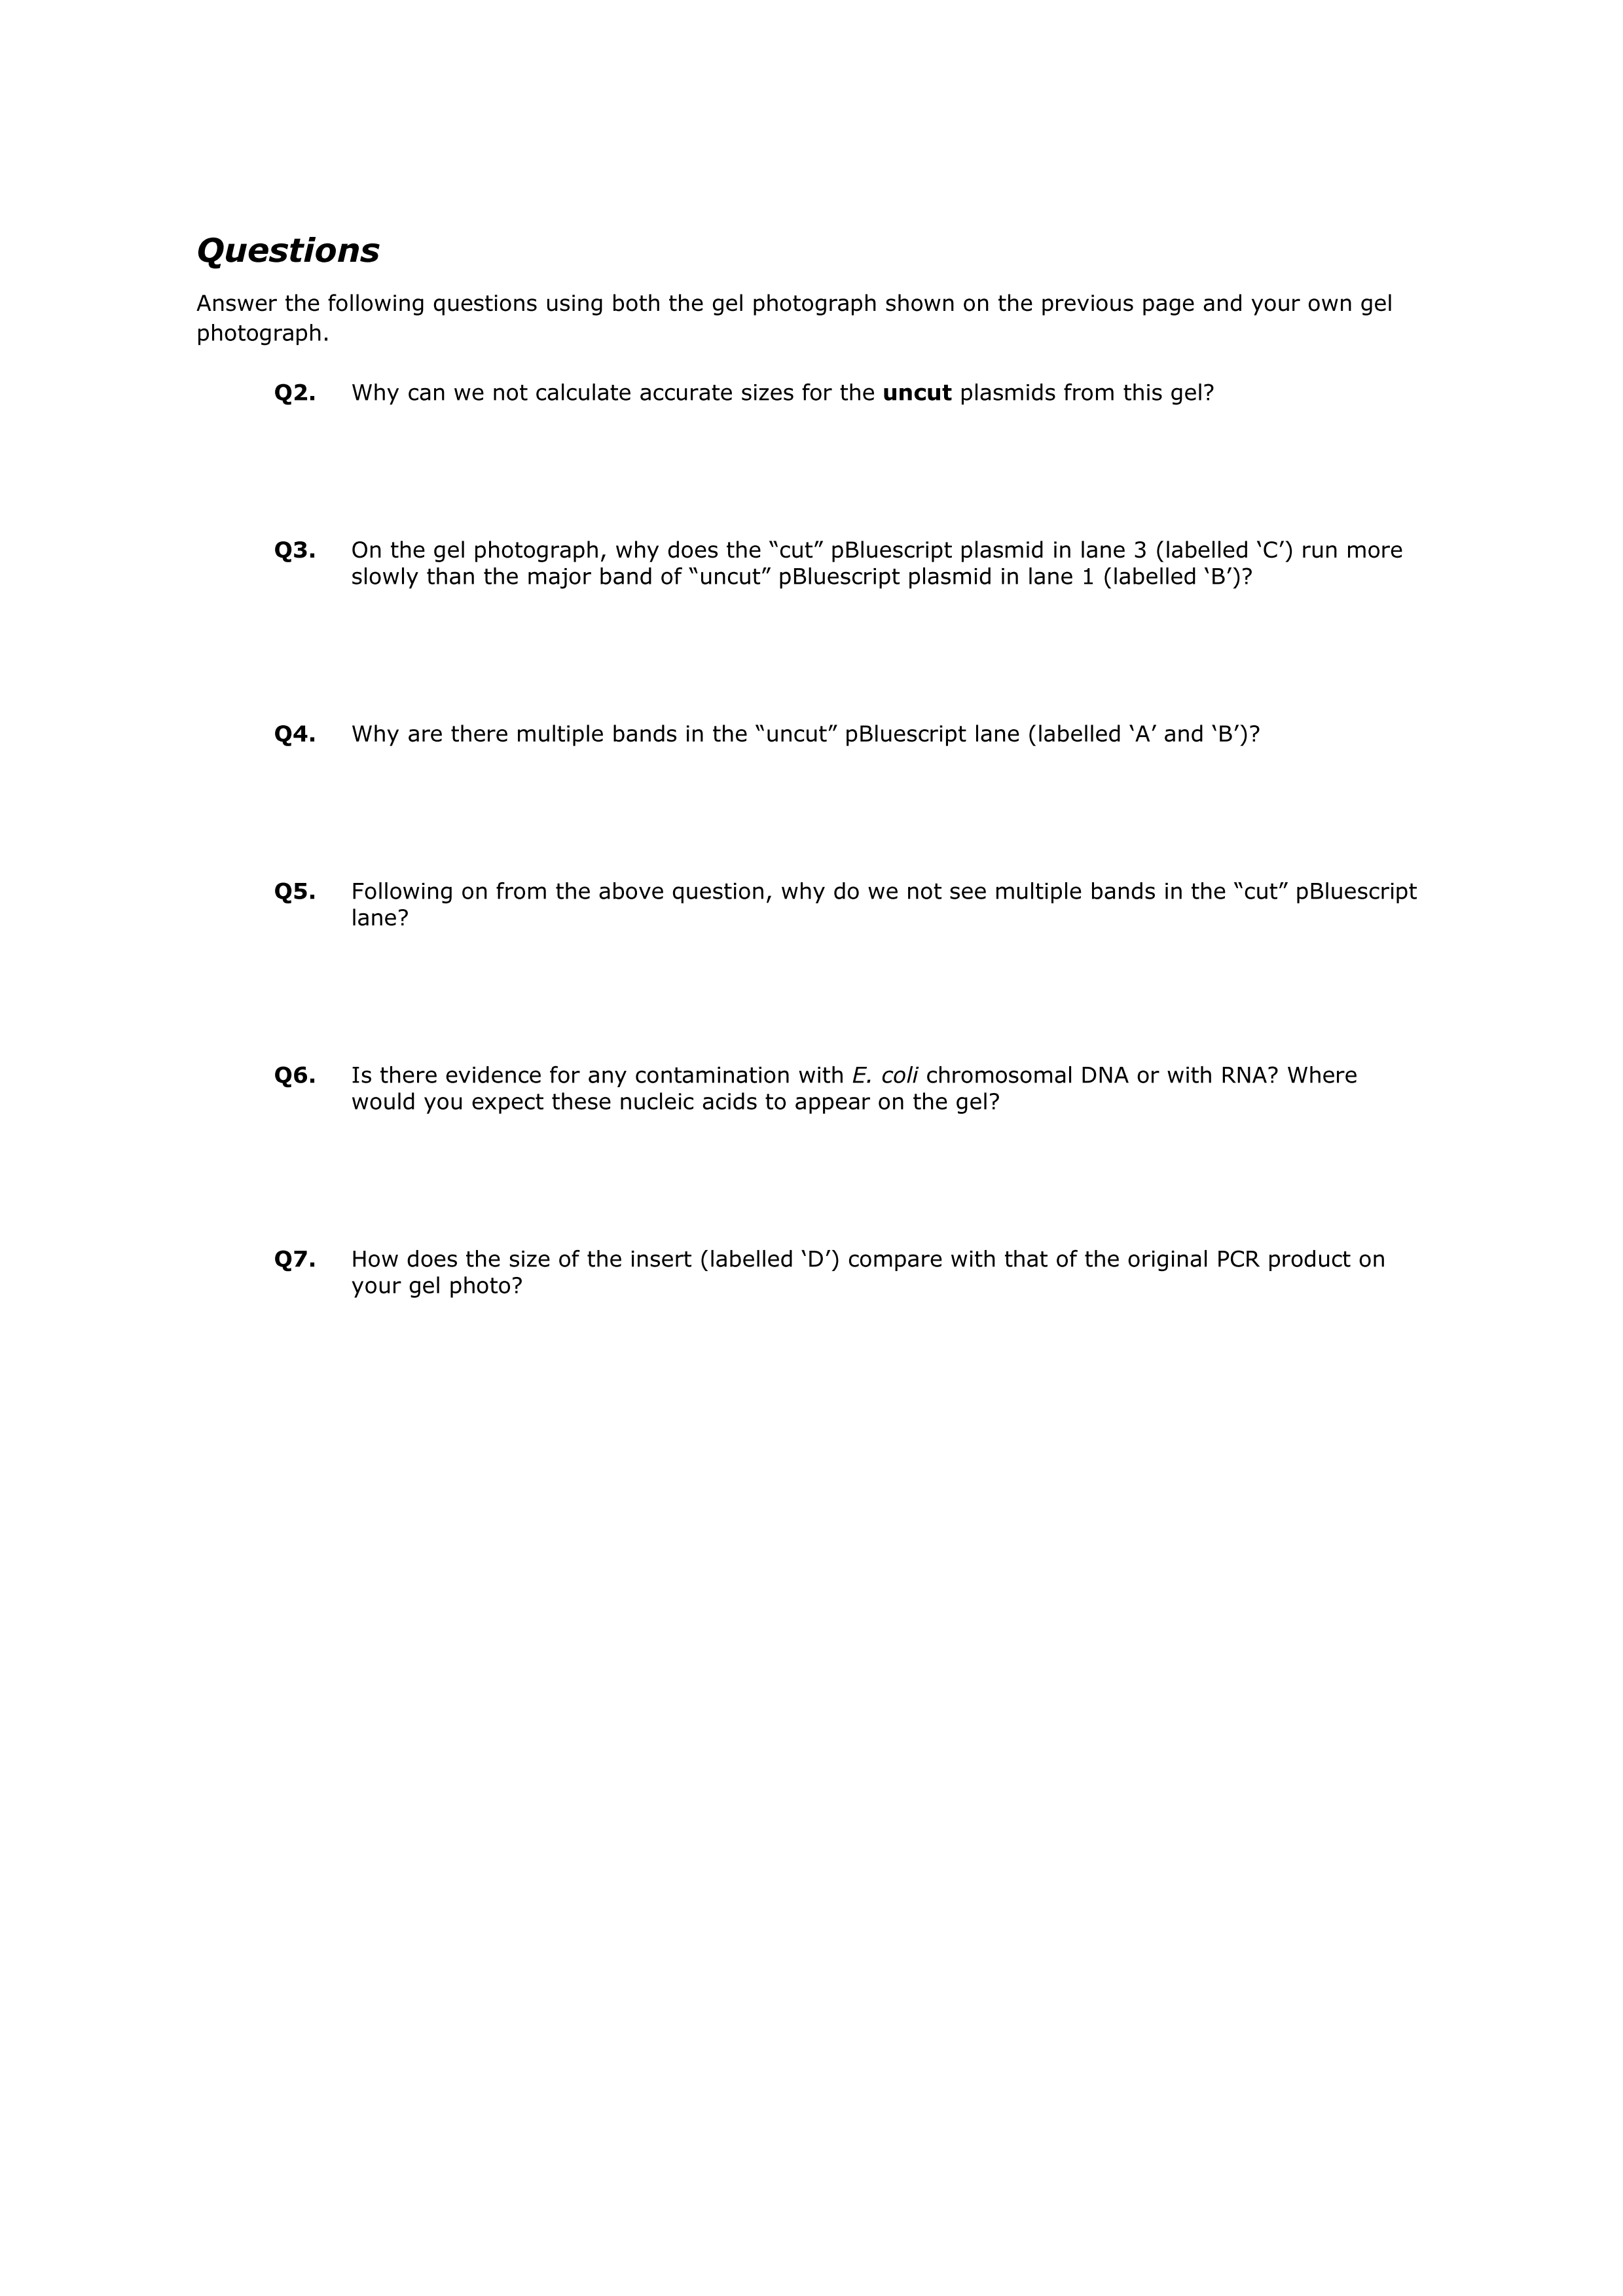 Questions
Answer the following questions using both the gel photograph shown on the previous page and your own gel
photograph.
Q2. Why can we not calculate accurate sizes for the uncut plasmids from this gel?
Q3. On the gel photograph, why does the “cut” pBluescript plasmid in lane 3 (labelled ‘C’) run more
slowly than the major band of “uncut” pBluescript plasmid in lane 1 (labelled ‘B’)?
Q4. Why are there multiple bands in the “uncut” pBluescript lane (labelled ‘A’ and ‘B’)?
Q5. Following on from the above question, why do we not see multiple bands in the “cut” pBluescript
lane?
Q6. Is there evidence for any contamination with E. coli chromosomal DNA or with RNA? Where
would you expect these nucleic acids to appear on the gel?
Q7. How does the size of the insert (labelled ‘D’) compare with that of the original PCR product on
your gel photo?